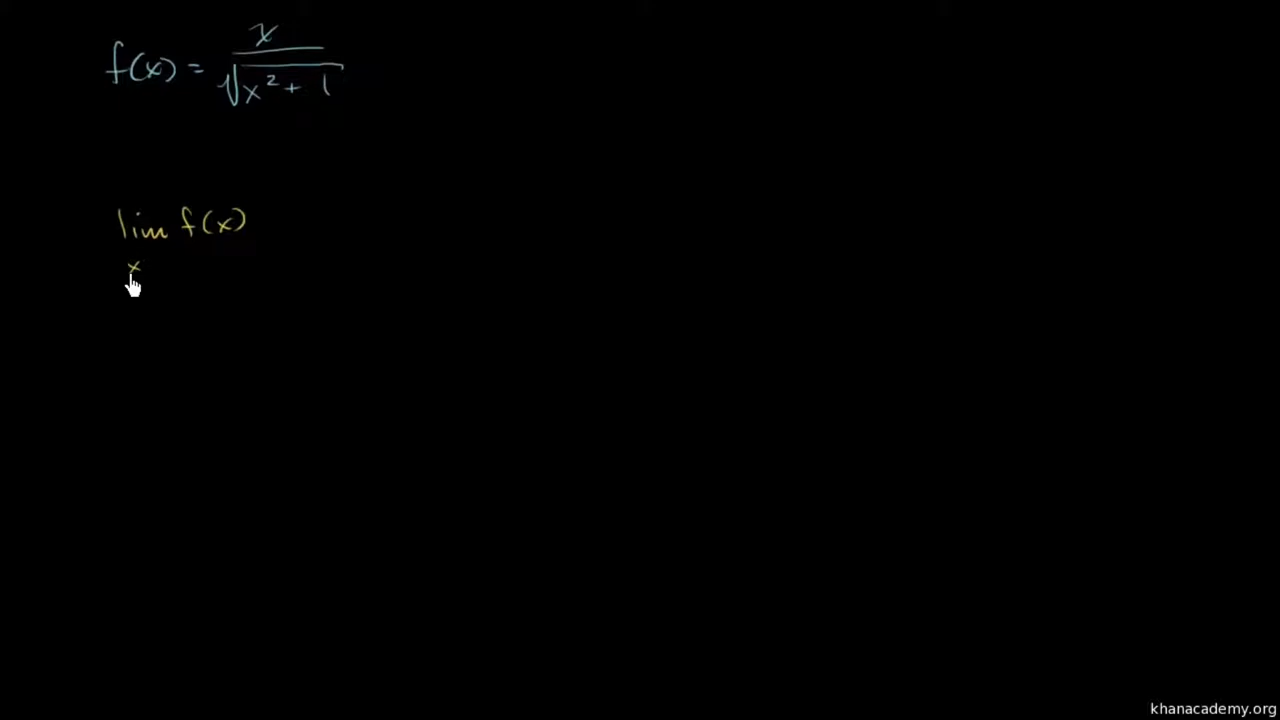 f(x) = x / √(x² + 1)
lim f(x)
x
khanacademy.org